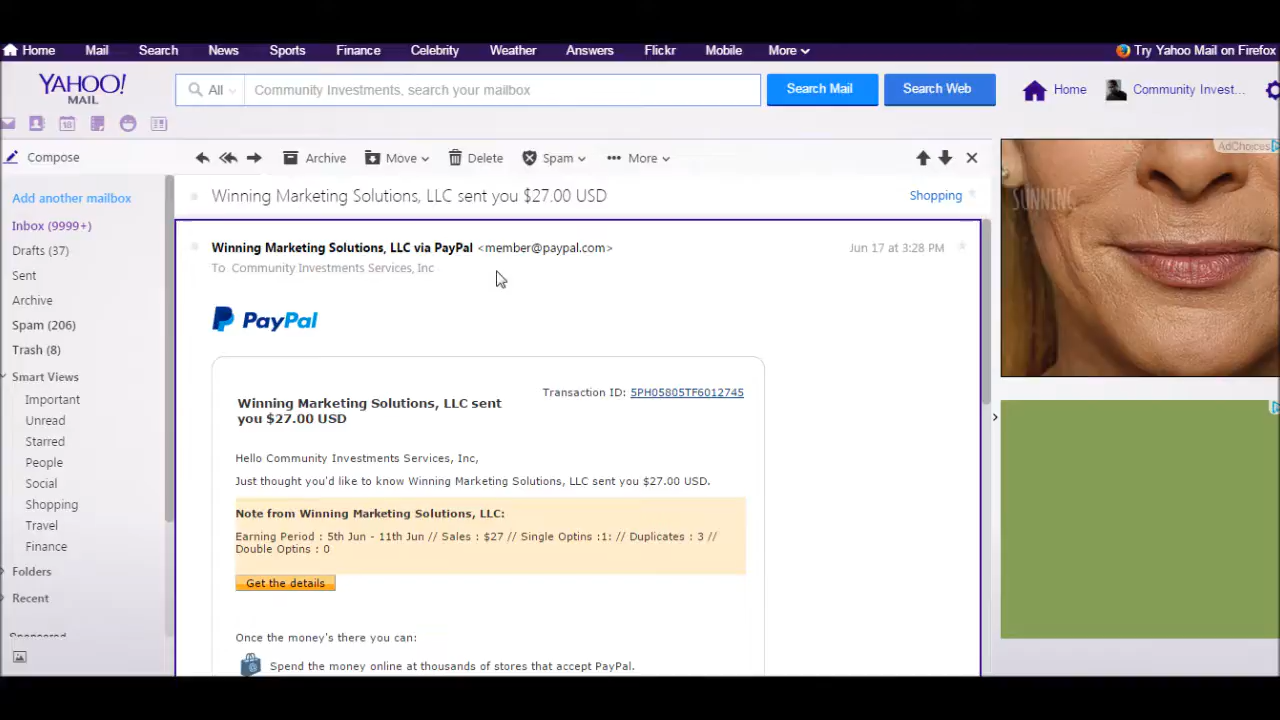 Home Mail Search News Sports Finance Celebrity Weather Answers Flickr Mobile More Try Yahoo Mail on Firefox
YAHOO!
MAIL
All Community Investments, search your mailbox Search Mail Search Web Home Community Invest...
18
Compose Archive Move Delete Spam More
AdChoices
Add another mailbox
Inbox (9999+)
Drafts (37)
Sent
Archive
Spam (206)
Trash (8)
Smart Views
Important
Unread
Starred
People
Social
Shopping
Travel
Finance
Folders
Recent
Sponsored
Winning Marketing Solutions, LLC sent you $27.00 USD Shopping
Winning Marketing Solutions, LLC via PayPal <member@paypal.com> Jun 17 at 3:28 PM
To Community Investments Services, Inc
PayPal
Transaction ID: 5PH05805TF6012745
Winning Marketing Solutions, LLC sent
you $27.00 USD
Hello Community Investments Services, Inc,
Just thought you'd like to know Winning Marketing Solutions, LLC sent you $27.00 USD.
Note from Winning Marketing Solutions, LLC:
Earning Period : 5th Jun - 11th Jun // Sales : $27 // Single Optins :1: // Duplicates : 3 //
Double Optins : 0
Get the details
Once the money's there you can:
Spend the money online at thousands of stores that accept PayPal.
SUNNING